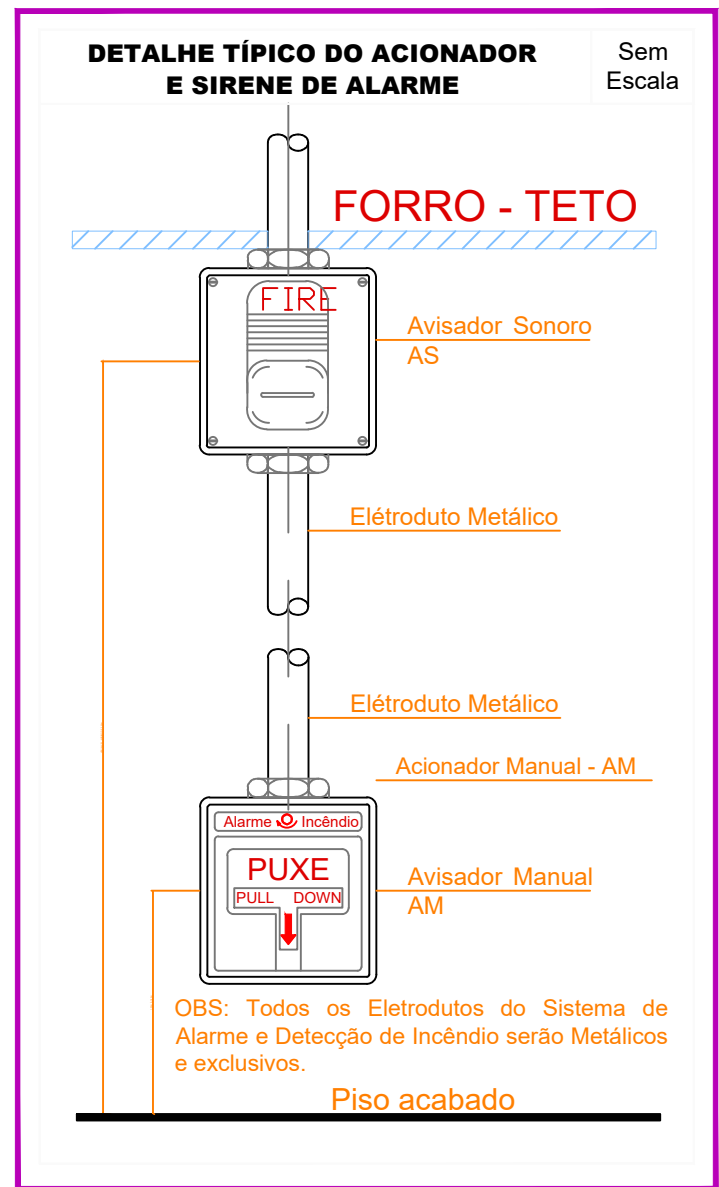 DETALHE TÍPICO DO ACIONADOR
E SIRENE DE ALARME
Sem
Escala
FORRO - TETO
FIRE
Avisador Sonoro
AS
Elétroduto Metálico
Elétroduto Metálico
Acionador Manual - AM
Alarme Incêndio
PUXE
PULL DOWN
Avisador Manual
AM
OBS: Todos os Eletrodutos do Sistema de
Alarme e Detecção de Incêndio serão Metálicos
e exclusivos.
Piso acabado